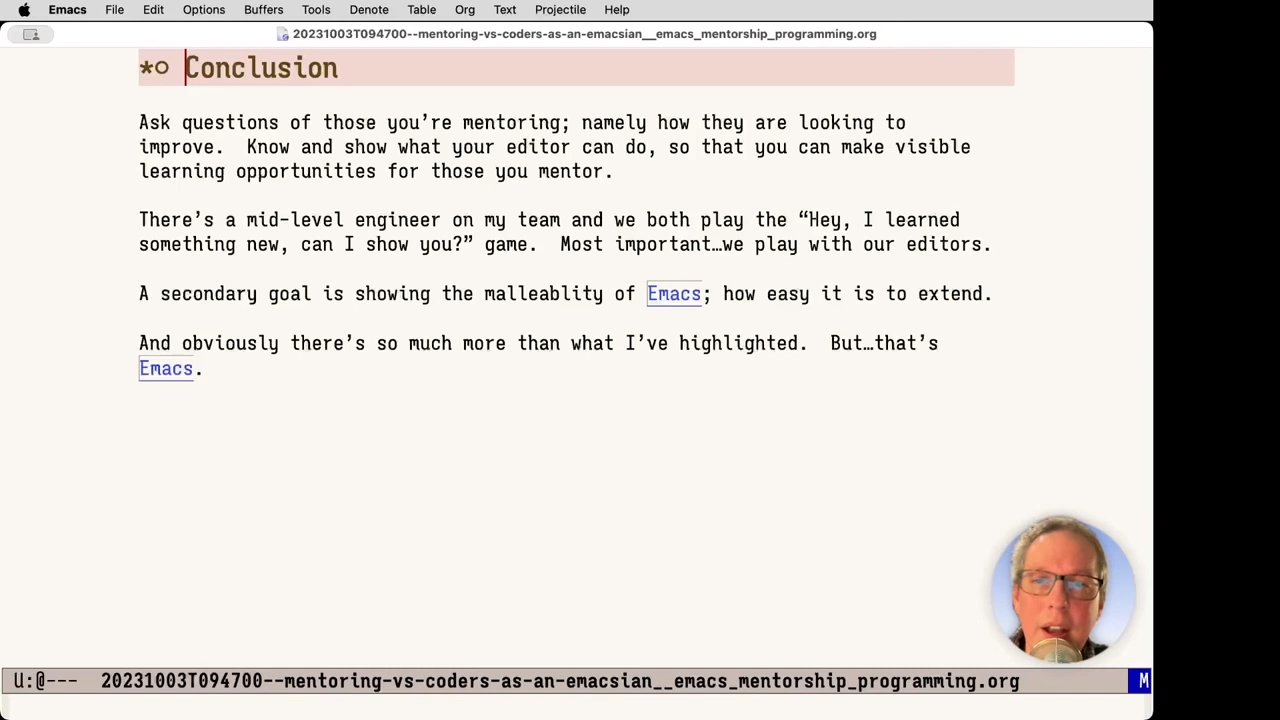 Emacs File Edit Options Buffers Tools Denote Table Org Text Projectile Help
20231003T094700--mentoring-vs-coders-as-an-emacsian__emacs_mentorship_programming.org
*○ Conclusion
Ask questions of those you’re mentoring; namely how they are looking to
improve.  Know and show what your editor can do, so that you can make visible
learning opportunities for those you mentor.
There’s a mid-level engineer on my team and we both play the “Hey, I learned
something new, can I show you?” game.  Most important…we play with our editors.
A secondary goal is showing the malleablity of Emacs; how easy it is to extend.
And obviously there’s so much more than what I’ve highlighted.  But…that’s
Emacs.
U:@---  20231003T094700--mentoring-vs-coders-as-an-emacsian__emacs_mentorship_programming.org M